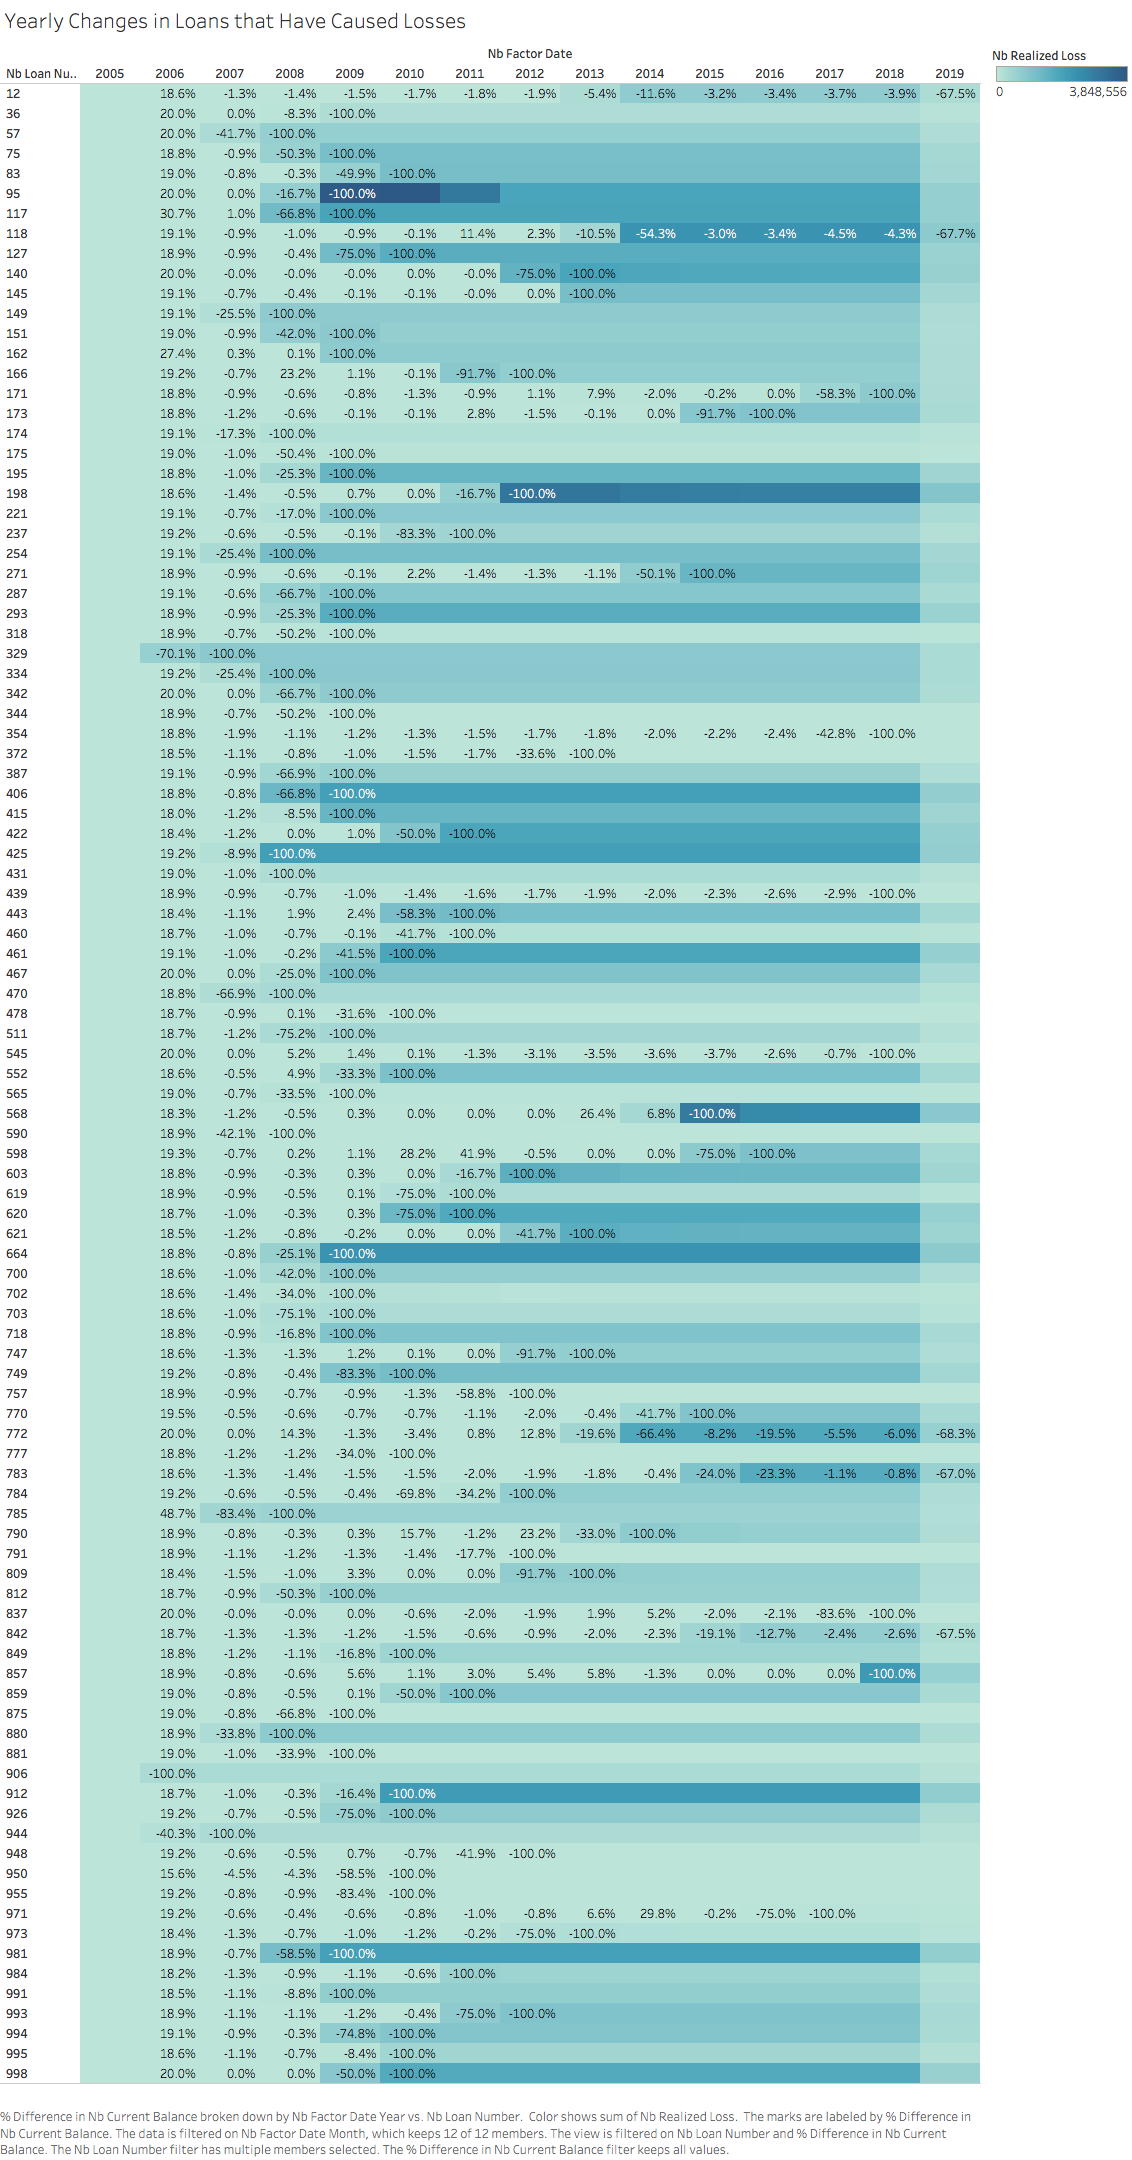 Yearly Changes in Loans that Have Caused Losses
Nb Factor Date
Nb Realized Loss
Nb Loan Nu.. 2005 2006 2007 2008 2009 2010 2011 2012 2013 2014 2015 2016 2017 2018 2019
0 3,848,556
12 18.6% -1.3% -1.4% -1.5% -1.7% -1.8% -1.9% -5.4% -11.6% -3.2% -3.4% -3.7% -3.9% -67.5%
36 20.0% 0.0% -8.3% -100.0%
57 20.0% -41.7% -100.0%
75 18.8% -0.9% -50.3% -100.0%
83 19.0% -0.8% -0.3% -49.9% -100.0%
95 20.0% 0.0% -16.7% -100.0%
117 30.7% 1.0% -66.8% -100.0%
118 19.1% -0.9% -1.0% -0.9% -0.1% 11.4% 2.3% -10.5% -54.3% -3.0% -3.4% -4.5% -4.3% -67.7%
127 18.9% -0.9% -0.4% -75.0% -100.0%
140 20.0% -0.0% -0.0% -0.0% 0.0% -0.0% -75.0% -100.0%
145 19.1% -0.7% -0.4% -0.1% -0.1% -0.0% 0.0% -100.0%
149 19.1% -25.5% -100.0%
151 19.0% -0.9% -42.0% -100.0%
162 27.4% 0.3% 0.1% -100.0%
166 19.2% -0.7% 23.2% 1.1% -0.1% -91.7% -100.0%
171 18.8% -0.9% -0.6% -0.8% -1.3% -0.9% 1.1% 7.9% -2.0% -0.2% 0.0% -58.3% -100.0%
173 18.8% -1.2% -0.6% -0.1% -0.1% 2.8% -1.5% -0.1% 0.0% -91.7% -100.0%
174 19.1% -17.3% -100.0%
175 19.0% -1.0% -50.4% -100.0%
195 18.8% -1.0% -25.3% -100.0%
198 18.6% -1.4% -0.5% 0.7% 0.0% -16.7% -100.0%
221 19.1% -0.7% -17.0% -100.0%
237 19.2% -0.6% -0.5% -0.1% -83.3% -100.0%
254 19.1% -25.4% -100.0%
271 18.9% -0.9% -0.6% -0.1% 2.2% -1.4% -1.3% -1.1% -50.1% -100.0%
287 19.1% -0.6% -66.7% -100.0%
293 18.9% -0.9% -25.3% -100.0%
318 18.9% -0.7% -50.2% -100.0%
329 -70.1% -100.0%
334 19.2% -25.4% -100.0%
342 20.0% 0.0% -66.7% -100.0%
344 18.9% -0.7% -50.2% -100.0%
354 18.8% -1.9% -1.1% -1.2% -1.3% -1.5% -1.7% -1.8% -2.0% -2.2% -2.4% -42.8% -100.0%
372 18.5% -1.1% -0.8% -1.0% -1.5% -1.7% -33.6% -100.0%
387 19.1% -0.9% -66.9% -100.0%
406 18.8% -0.8% -66.8% -100.0%
415 18.0% -1.2% -8.5% -100.0%
422 18.4% -1.2% 0.0% 1.0% -50.0% -100.0%
425 19.2% -8.9% -100.0%
431 19.0% -1.0% -100.0%
439 18.9% -0.9% -0.7% -1.0% -1.4% -1.6% -1.7% -1.9% -2.0% -2.3% -2.6% -2.9% -100.0%
443 18.4% -1.1% 1.9% 2.4% -58.3% -100.0%
460 18.7% -1.0% -0.7% -0.1% -41.7% -100.0%
461 19.1% -1.0% -0.2% -41.5% -100.0%
467 20.0% 0.0% -25.0% -100.0%
470 18.8% -66.9% -100.0%
478 18.7% -0.9% 0.1% -31.6% -100.0%
511 18.7% -1.2% -75.2% -100.0%
545 20.0% 0.0% 5.2% 1.4% 0.1% -1.3% -3.1% -3.5% -3.6% -3.7% -2.6% -0.7% -100.0%
552 18.6% -0.5% 4.9% -33.3% -100.0%
565 19.0% -0.7% -33.5% -100.0%
568 18.3% -1.2% -0.5% 0.3% 0.0% 0.0% 0.0% 26.4% 6.8% -100.0%
590 18.9% -42.1% -100.0%
598 19.3% -0.7% 0.2% 1.1% 28.2% 41.9% -0.5% 0.0% 0.0% -75.0% -100.0%
603 18.8% -0.9% -0.3% 0.3% 0.0% -16.7% -100.0%
619 18.9% -0.9% -0.5% 0.1% -75.0% -100.0%
620 18.7% -1.0% -0.3% 0.3% -75.0% -100.0%
621 18.5% -1.2% -0.8% -0.2% 0.0% 0.0% -41.7% -100.0%
664 18.8% -0.8% -25.1% -100.0%
700 18.6% -1.0% -42.0% -100.0%
702 18.6% -1.4% -34.0% -100.0%
703 18.6% -1.0% -75.1% -100.0%
718 18.8% -0.9% -16.8% -100.0%
747 18.6% -1.3% -1.3% 1.2% 0.1% 0.0% -91.7% -100.0%
749 19.2% -0.8% -0.4% -83.3% -100.0%
757 18.9% -0.9% -0.7% -0.9% -1.3% -58.8% -100.0%
770 19.5% -0.5% -0.6% -0.7% -0.7% -1.1% -2.0% -0.4% -41.7% -100.0%
772 20.0% 0.0% 14.3% -1.3% -3.4% 0.8% 12.8% -19.6% -66.4% -8.2% -19.5% -5.5% -6.0% -68.3%
777 18.8% -1.2% -1.2% -34.0% -100.0%
783 18.6% -1.3% -1.4% -1.5% -1.5% -2.0% -1.9% -1.8% -0.4% -24.0% -23.3% -1.1% -0.8% -67.0%
784 19.2% -0.6% -0.5% -0.4% -69.8% -34.2% -100.0%
785 48.7% -83.4% -100.0%
790 18.9% -0.8% -0.3% 0.3% 15.7% -1.2% 23.2% -33.0% -100.0%
791 18.9% -1.1% -1.2% -1.3% -1.4% -17.7% -100.0%
809 18.4% -1.5% -1.0% 3.3% 0.0% 0.0% -91.7% -100.0%
812 18.7% -0.9% -50.3% -100.0%
837 20.0% -0.0% -0.0% 0.0% -0.6% -2.0% -1.9% 1.9% 5.2% -2.0% -2.1% -83.6% -100.0%
842 18.7% -1.3% -1.3% -1.2% -1.5% -0.6% -0.9% -2.0% -2.3% -19.1% -12.7% -2.4% -2.6% -67.5%
849 18.8% -1.2% -1.1% -16.8% -100.0%
857 18.9% -0.8% -0.6% 5.6% 1.1% 3.0% 5.4% 5.8% -1.3% 0.0% 0.0% 0.0% -100.0%
859 19.0% -0.8% -0.5% 0.1% -50.0% -100.0%
875 19.0% -0.8% -66.8% -100.0%
880 18.9% -33.8% -100.0%
881 19.0% -1.0% -33.9% -100.0%
906 -100.0%
912 18.7% -1.0% -0.3% -16.4% -100.0%
926 19.2% -0.7% -0.5% -75.0% -100.0%
944 -40.3% -100.0%
948 19.2% -0.6% -0.5% 0.7% -0.7% -41.9% -100.0%
950 15.6% -4.5% -4.3% -58.5% -100.0%
955 19.2% -0.8% -0.9% -83.4% -100.0%
971 19.2% -0.6% -0.4% -0.6% -0.8% -1.0% -0.8% 6.6% 29.8% -0.2% -75.0% -100.0%
973 18.4% -1.3% -0.7% -1.0% -1.2% -0.2% -75.0% -100.0%
981 18.9% -0.7% -58.5% -100.0%
984 18.2% -1.3% -0.9% -1.1% -0.6% -100.0%
991 18.5% -1.1% -8.8% -100.0%
993 18.9% -1.1% -1.1% -1.2% -0.4% -75.0% -100.0%
994 19.1% -0.9% -0.3% -74.8% -100.0%
995 18.6% -1.1% -0.7% -8.4% -100.0%
998 20.0% 0.0% 0.0% -50.0% -100.0%
% Difference in Nb Current Balance broken down by Nb Factor Date Year vs. Nb Loan Number. Color shows sum of Nb Realized Loss. The marks are labeled by % Difference in
Nb Current Balance. The data is filtered on Nb Factor Date Month, which keeps 12 of 12 members. The view is filtered on Nb Loan Number and % Difference in Nb Current
Balance. The Nb Loan Number filter has multiple members selected. The % Difference in Nb Current Balance filter keeps all values.